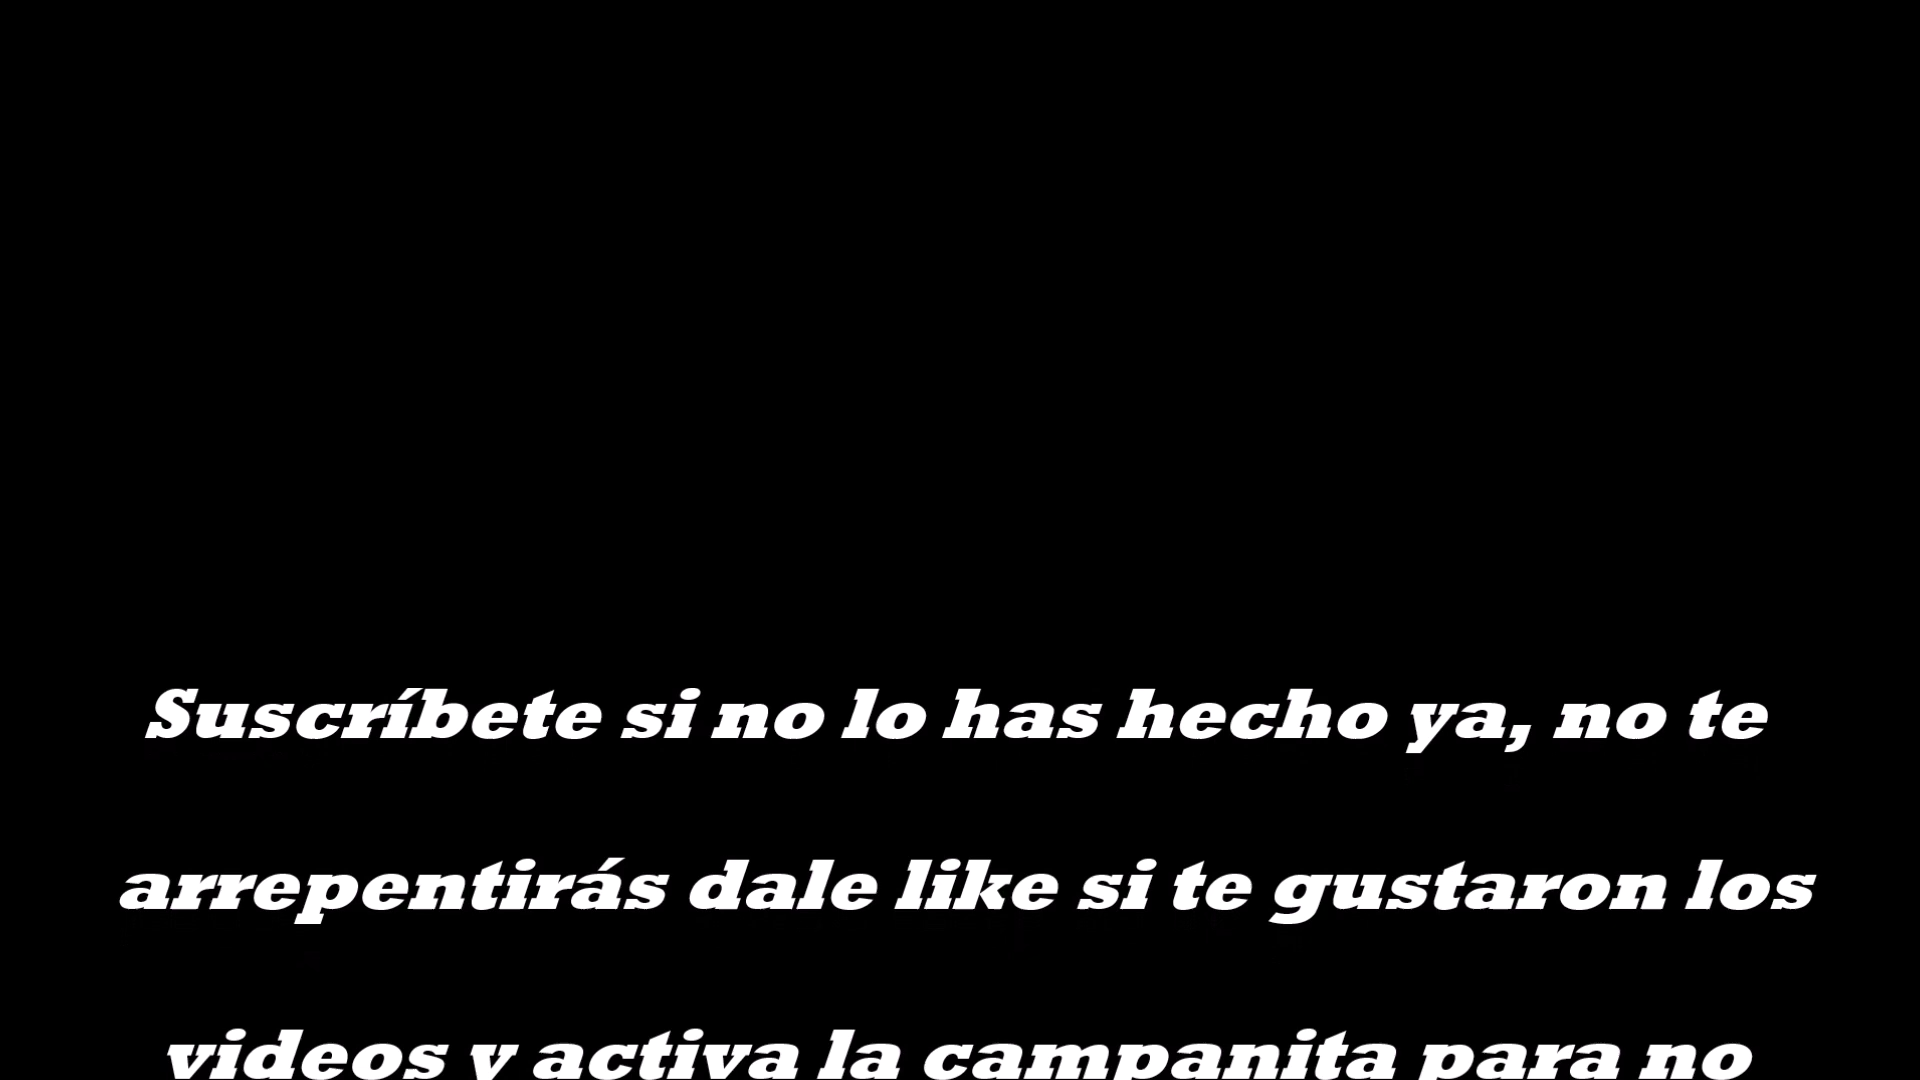 Suscríbete si no lo has hecho ya, no te
arrepentirás dale like si te gustaron los
videos y activa la campanita para no